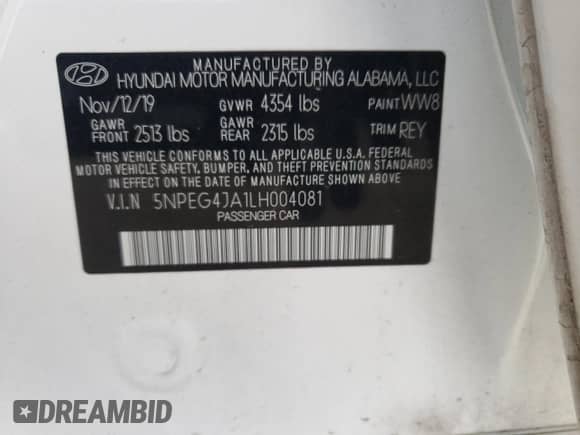 MANUFACTURED BY
HYUNDAI MOTOR MANUFACTURING ALABAMA, LLC
Nov/12/19 GVWR 4354 lbs PAINT WW8
GAWR FRONT 2513 lbs GAWR REAR 2315 lbs TRIM REY
THIS VEHICLE CONFORMS TO ALL APPLICABLE U.S.A. FEDERAL
MOTOR VEHICLE SAFETY, BUMPER, AND THEFT PREVENTION STANDARDS
IN EFFECT ON THE DATE OF MANUFACTURE SHOWN ABOVE.
V.I.N 5NPEG4JA1LH004081
PASSENGER CAR
DREAMBID